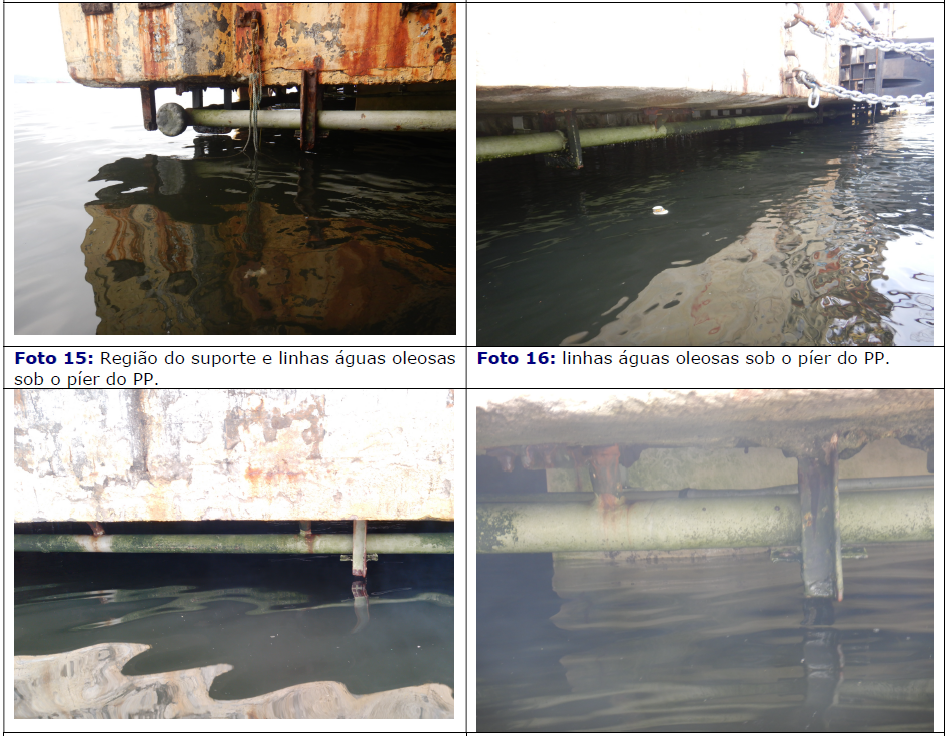 Foto 15: Região do suporte e linhas águas oleosas
sob o píer do PP.
Foto 16: linhas águas oleosas sob o píer do PP.